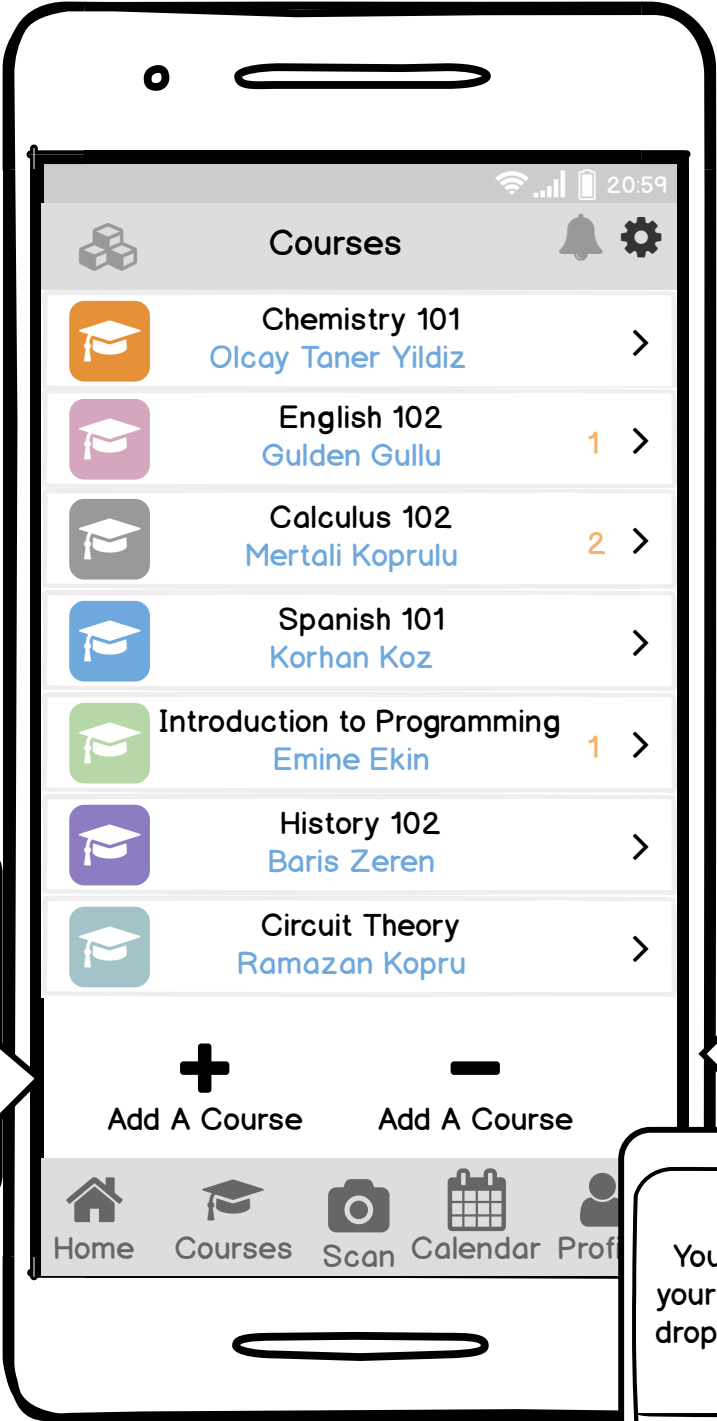 20:59
Courses
Chemistry 101
Olcay Taner Yildiz
English 102
Gulden Gullu
1
Calculus 102
Mertali Koprulu
2
Spanish 101
Korhan Koz
Introduction to Programming
Emine Ekin
1
History 102
Baris Zeren
Circuit Theory
Ramazan Kopru
Add A Course
Add A Course
Home
Courses
Scan
Calendar
Profi
You
your
drop